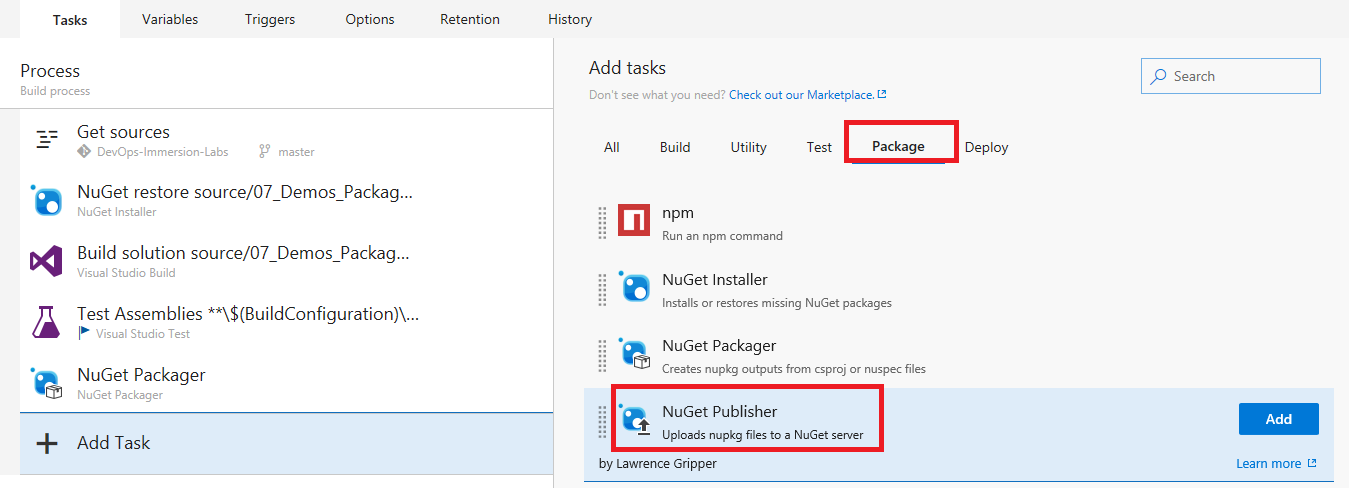 Tasks
Variables
Triggers
Options
Retention
History
Process
Build process
Get sources
DevOps-Immersion-Labs
master
NuGet restore source/07_Demos_Packag...
NuGet Installer
Build solution source/07_Demos_Packag...
Visual Studio Build
Test Assemblies **\$(BuildConfiguration)\...
Visual Studio Test
NuGet Packager
NuGet Packager
Add Task
Add tasks
Don't see what you need? Check out our Marketplace.
Search
All
Build
Utility
Test
Package
Deploy
npm
Run an npm command
NuGet Installer
Installs or restores missing NuGet packages
NuGet Packager
Creates nupkg outputs from csproj or nuspec files
NuGet Publisher
Uploads nupkg files to a NuGet server
Add
by Lawrence Gripper
Learn more